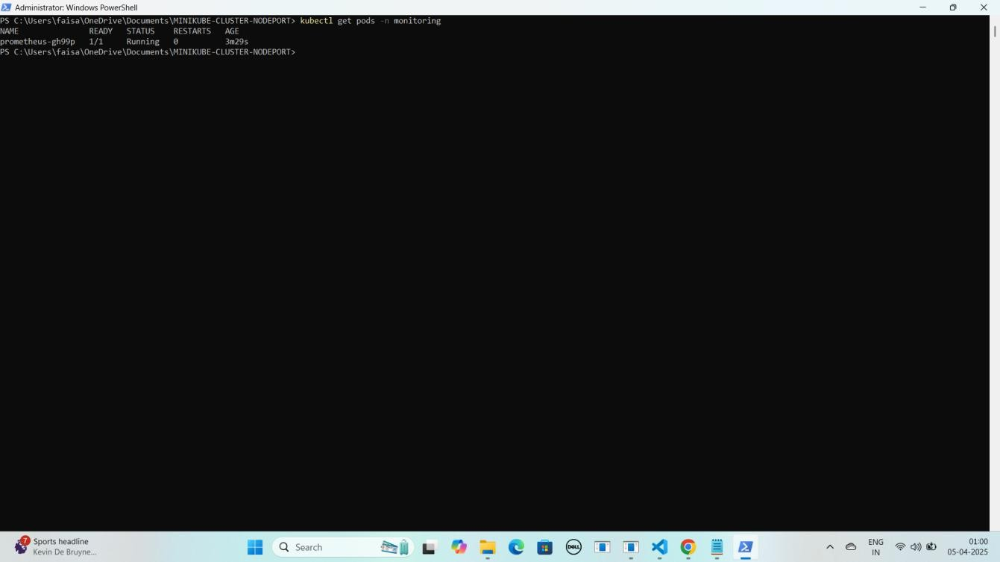 Administrator: Windows PowerShell
PS C:\Users\faisa\OneDrive\Documents\MINIKUBE-CLUSTER-NODEPORT> kubectl get pods -n monitoring
NAME READY STATUS RESTARTS AGE
prometheus-gh99p 1/1 Running 0 3m29s
PS C:\Users\faisa\OneDrive\Documents\MINIKUBE-CLUSTER-NODEPORT>
7
Sports headline
Kevin De Bruyne...
Search
DELL
ENG
IN
01:00
05-04-2025